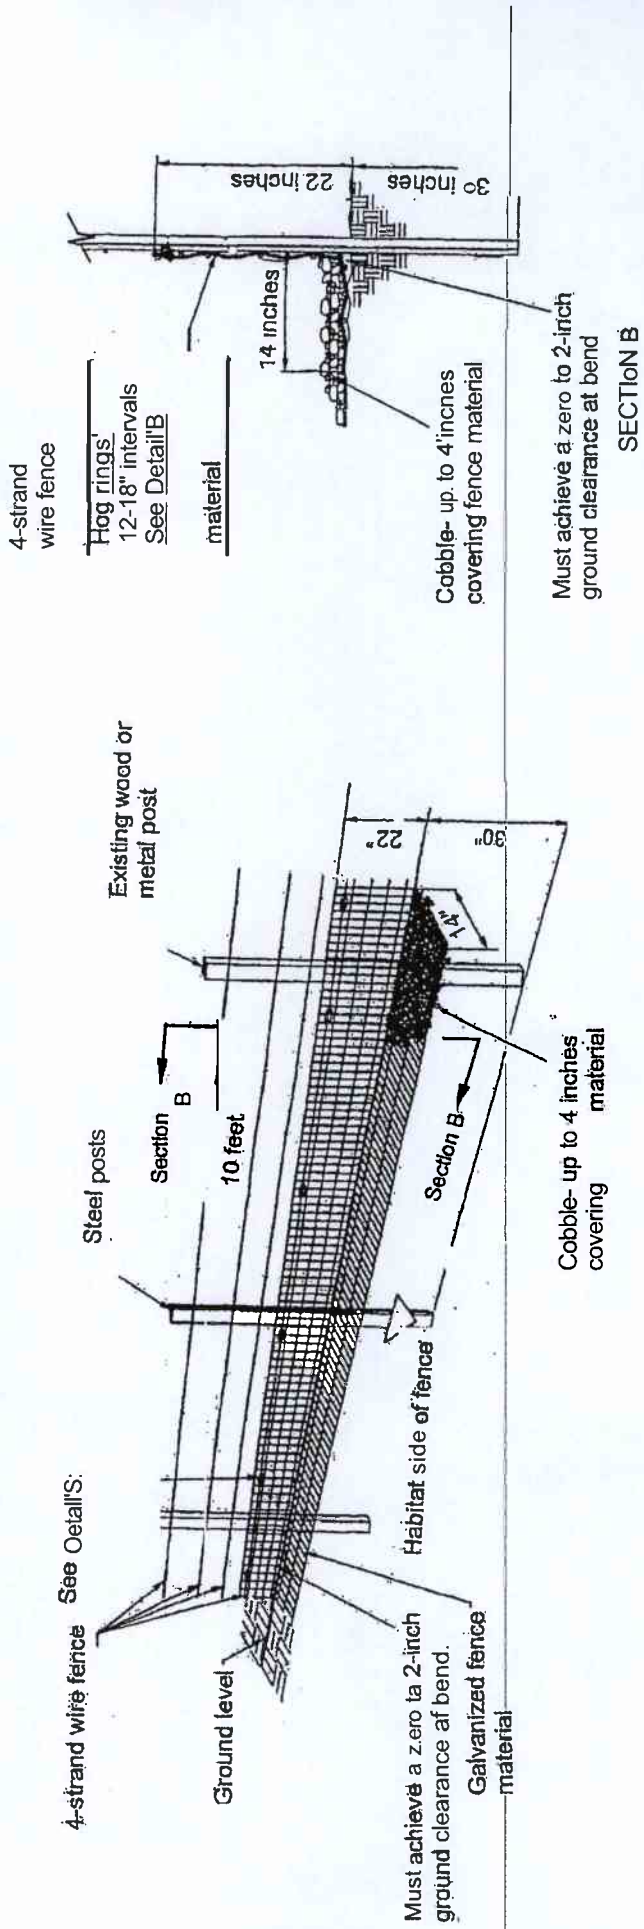 4-strand wire fence See Oetall'S:
Steel posts
Existing wood or
metal post
Section
B
10 feet
Ground level
22"
30"
14"
Section B
Habitat side of fence
Must achieve a zero ta 2-inch
ground clearance af bend.
Galvanized fence
material
Cobble- up to 4 inches
covering material
4-strand
wire fence
Hog rings'
12-18" intervals
See Detail'B
material
22 inches
30 inches
14 inches
Cobble- up to 4'incnes
covering fence material
Must achieve a zero to 2-inch
ground clearance at bend
SECTIoN B